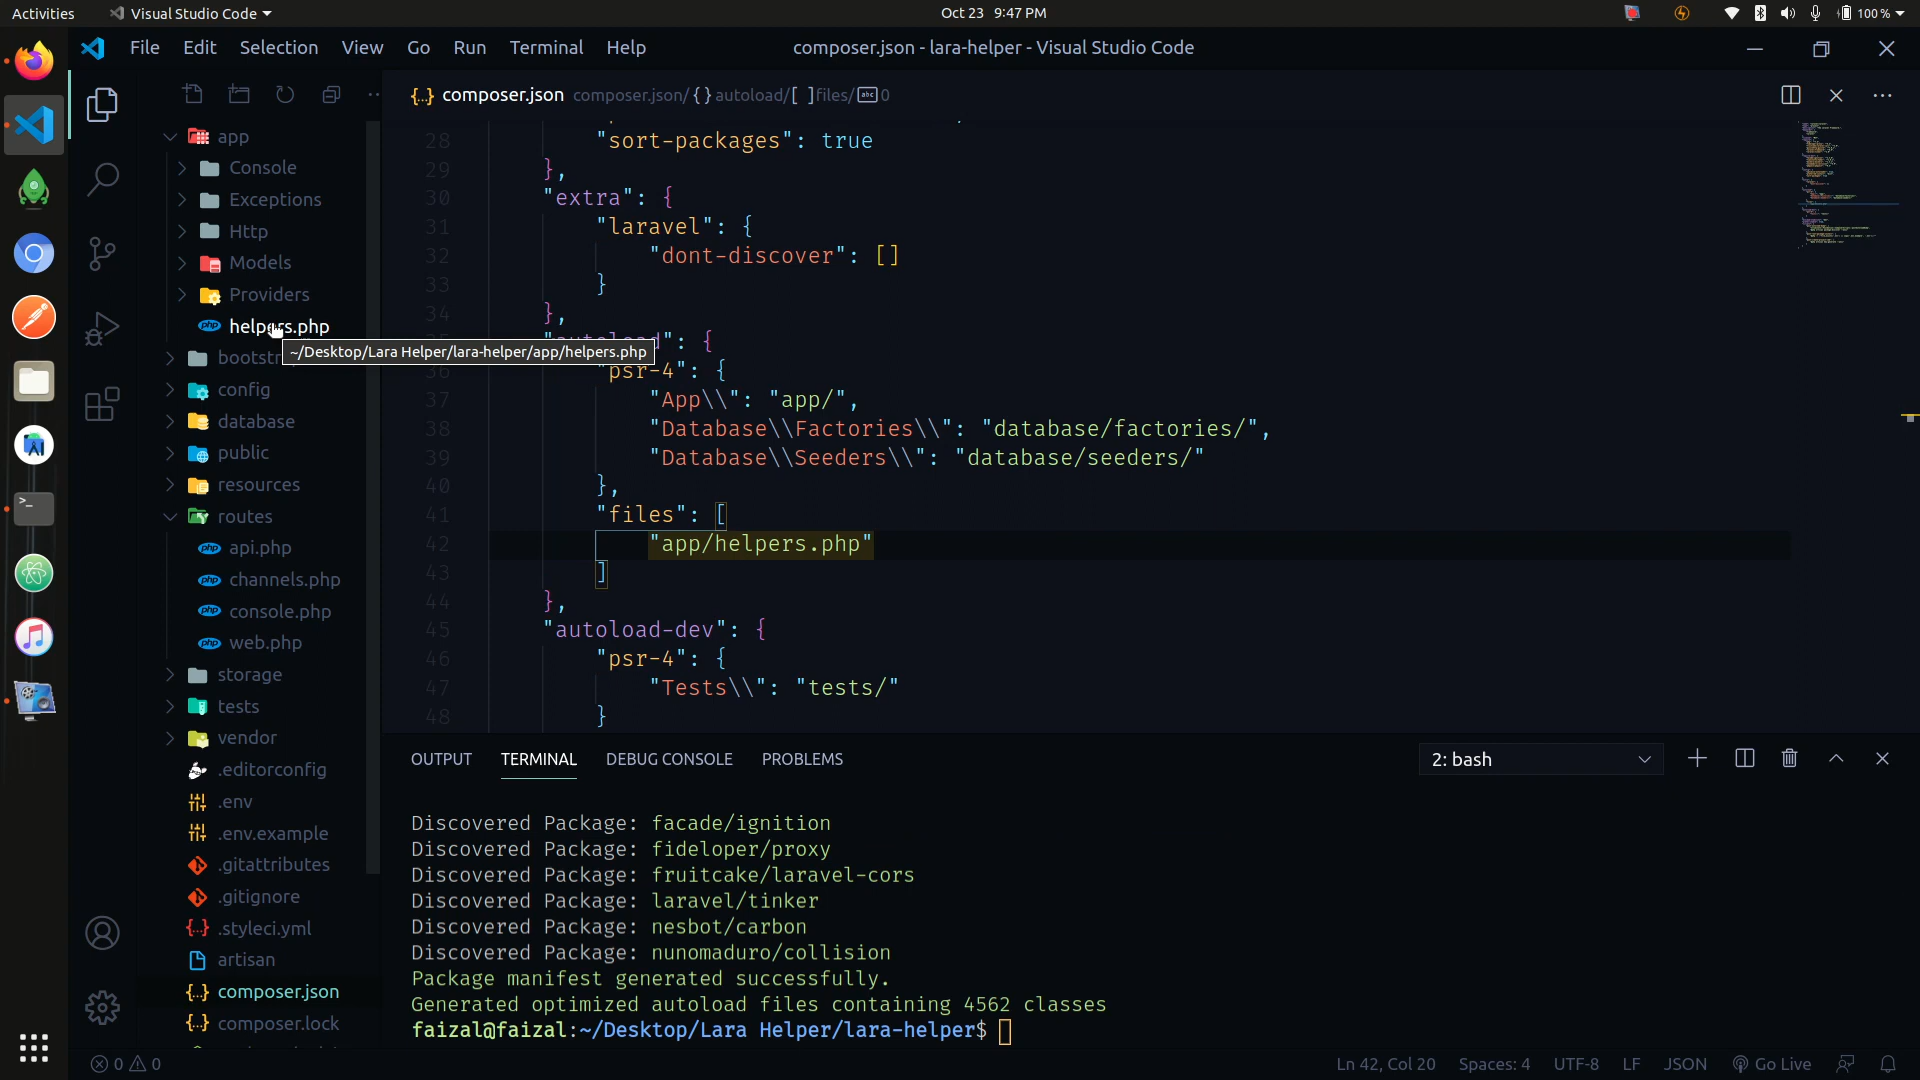 Activities
Visual Studio Code
Oct 23 9:47 PM
100 %
File Edit Selection View Go Run Terminal Help
composer.json - lara-helper - Visual Studio Code
{..} composer.json composer.json/ { } autoload/ [ ] files/ abc 0
app
Console
Exceptions
Http
Models
Providers
helpers.php
~/Desktop/Lara Helper/lara-helper/app/helpers.php
config
database
public
resources
routes
api.php
channels.php
console.php
web.php
storage
tests
vendor
.editorconfig
.env
.env.example
.gitattributes
.gitignore
.styleci.yml
artisan
composer.json
composer.lock
28 "sort-packages": true
29 },
30 "extra": {
31 "laravel": {
32 "dont-discover": []
33 }
34 },
"autoload": {
36 "psr-4": {
37 "App\\": "app/",
38 "Database\\Factories\\": "database/factories/",
39 "Database\\Seeders\\": "database/seeders/"
40 },
41 "files": [
42 "app/helpers.php"
43 ]
44 },
45 "autoload-dev": {
46 "psr-4": {
47 "Tests\\": "tests/"
48 }
OUTPUT TERMINAL DEBUG CONSOLE PROBLEMS
2: bash
Discovered Package: facade/ignition
Discovered Package: fideloper/proxy
Discovered Package: fruitcake/laravel-cors
Discovered Package: laravel/tinker
Discovered Package: nesbot/carbon
Discovered Package: nunomaduro/collision
Package manifest generated successfully.
Generated optimized autoload files containing 4562 classes
faizal@faizal:~/Desktop/Lara Helper/lara-helper$
0 0
Ln 42, Col 20 Spaces: 4 UTF-8 LF JSON Go Live